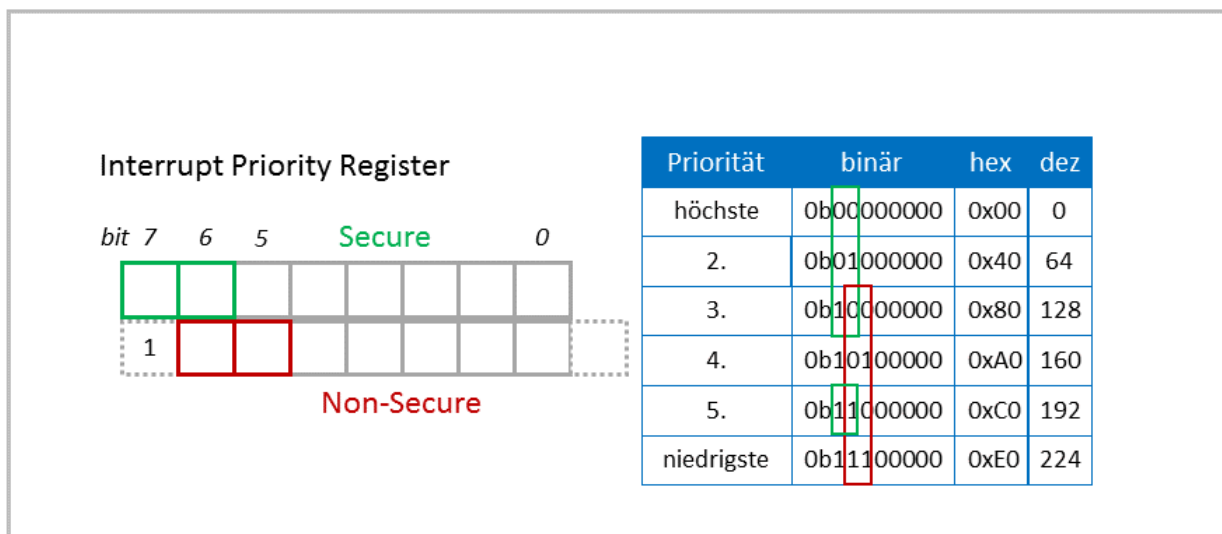 Interrupt Priority Register
bit 7 6 5 Secure 0
1
Non-Secure
Priorität binär hex dez
höchste 0b00000000 0x00 0
2. 0b01000000 0x40 64
3. 0b10000000 0x80 128
4. 0b10100000 0xA0 160
5. 0b11000000 0xC0 192
niedrigste 0b11100000 0xE0 224